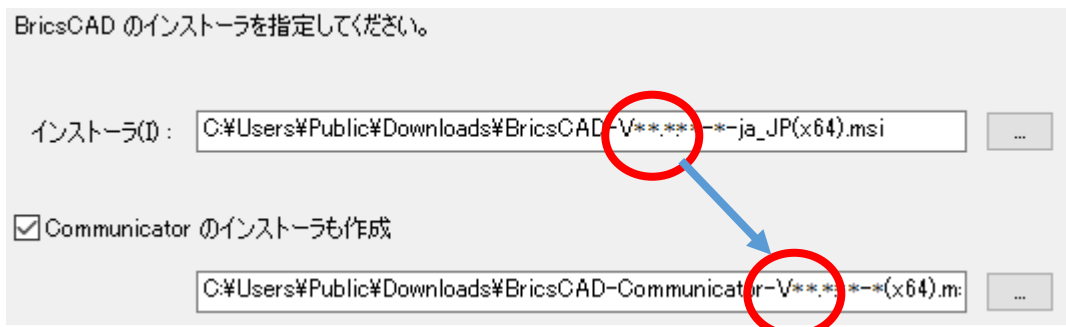 BricsCAD のインストーラを指定してください。
インストーラ(I) : C:¥Users¥Public¥Downloads¥BricsCAD-V**.*.**-*-ja_JP(x64).msi ...
Communicator のインストーラも作成
C:¥Users¥Public¥Downloads¥BricsCAD-Communicator-V**.*.**-*(x64).m ...